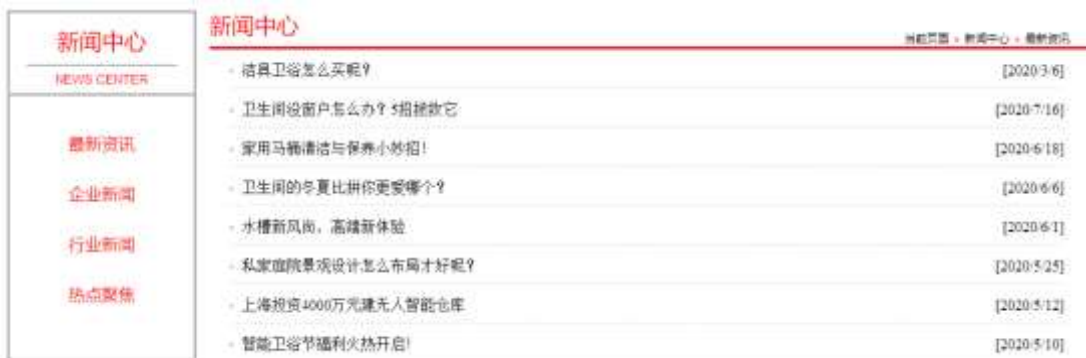 新闻中心
NEWS CENTER
最新资讯
企业新闻
行业新闻
热点聚焦
新闻中心
当前页面 > 新闻中心 > 最新资讯
洁具卫浴怎么买呢? [2020/3/6]
卫生间没窗户怎么办? 5招拯救它 [2020/7/16]
家用马桶清洁与保养小妙招! [2020/6/18]
卫生间的冬夏比拼你更爱哪个? [2020/6/6]
水槽新风尚,高端新体验 [2020/6/1]
私家庭院景观设计怎么布局才好呢? [2020/5/25]
上海投资4000万元建无人智能仓库 [2020/5/12]
智能卫浴节福利火热开启! [2020/5/10]